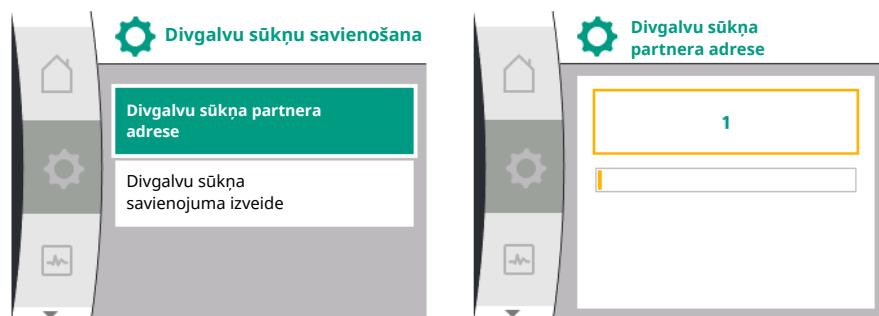 Divgalvu sūkņu savienošana
Divgalvu sūkņa partnera
adrese
Divgalvu sūkņa
savienojuma izveide
Divgalvu sūkņa
partnera adrese
1